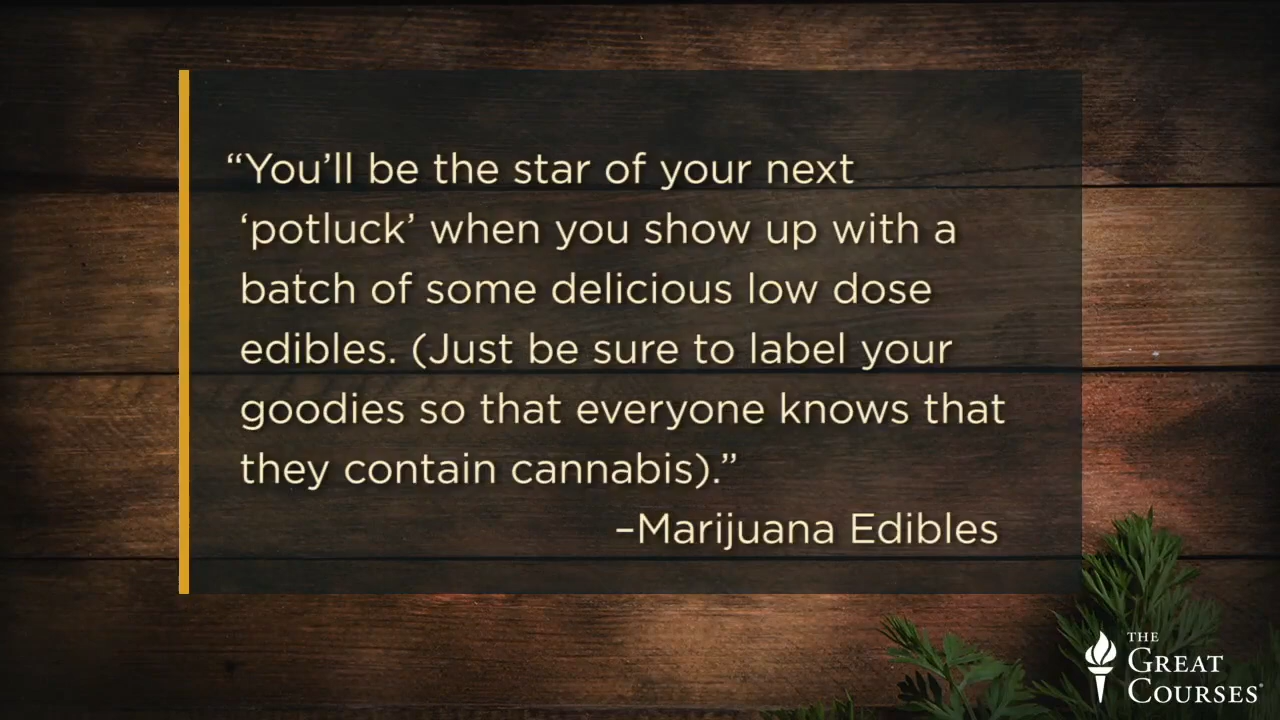 “You’ll be the star of your next
‘potluck’ when you show up with a
batch of some delicious low dose
edibles. (Just be sure to label your
goodies so that everyone knows that
they contain cannabis).”
–Marijuana Edibles
THE
GREAT
COURSES®